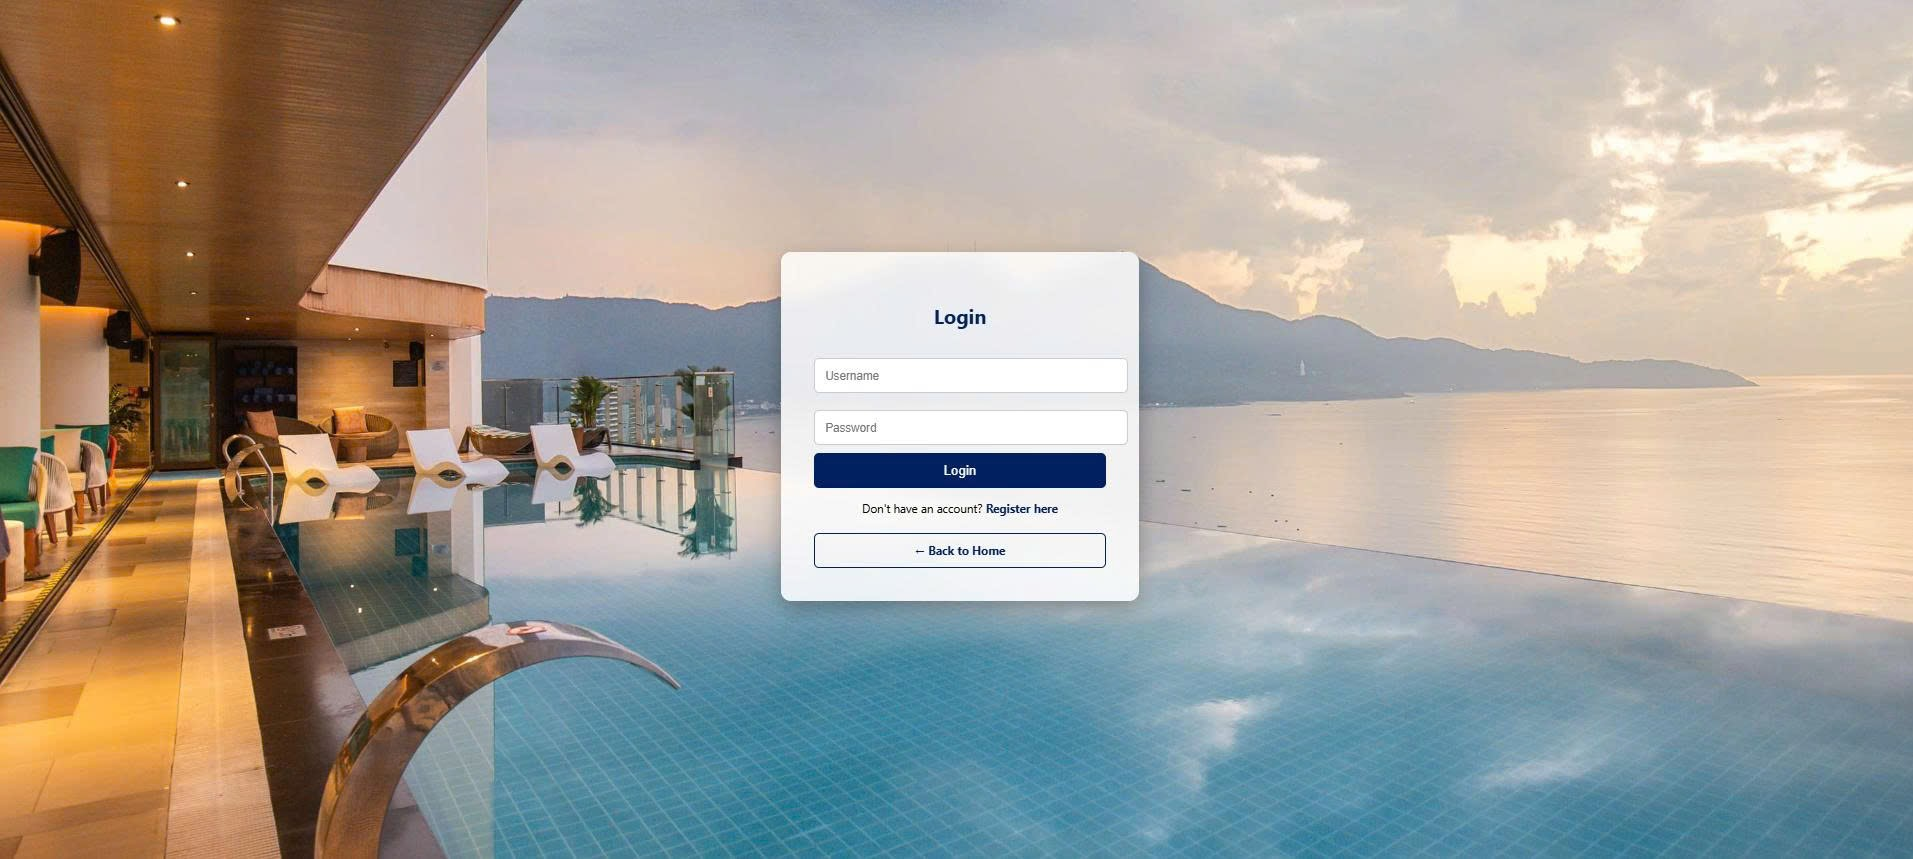 Login
Username
Password
Login
Don't have an account? Register here
← Back to Home